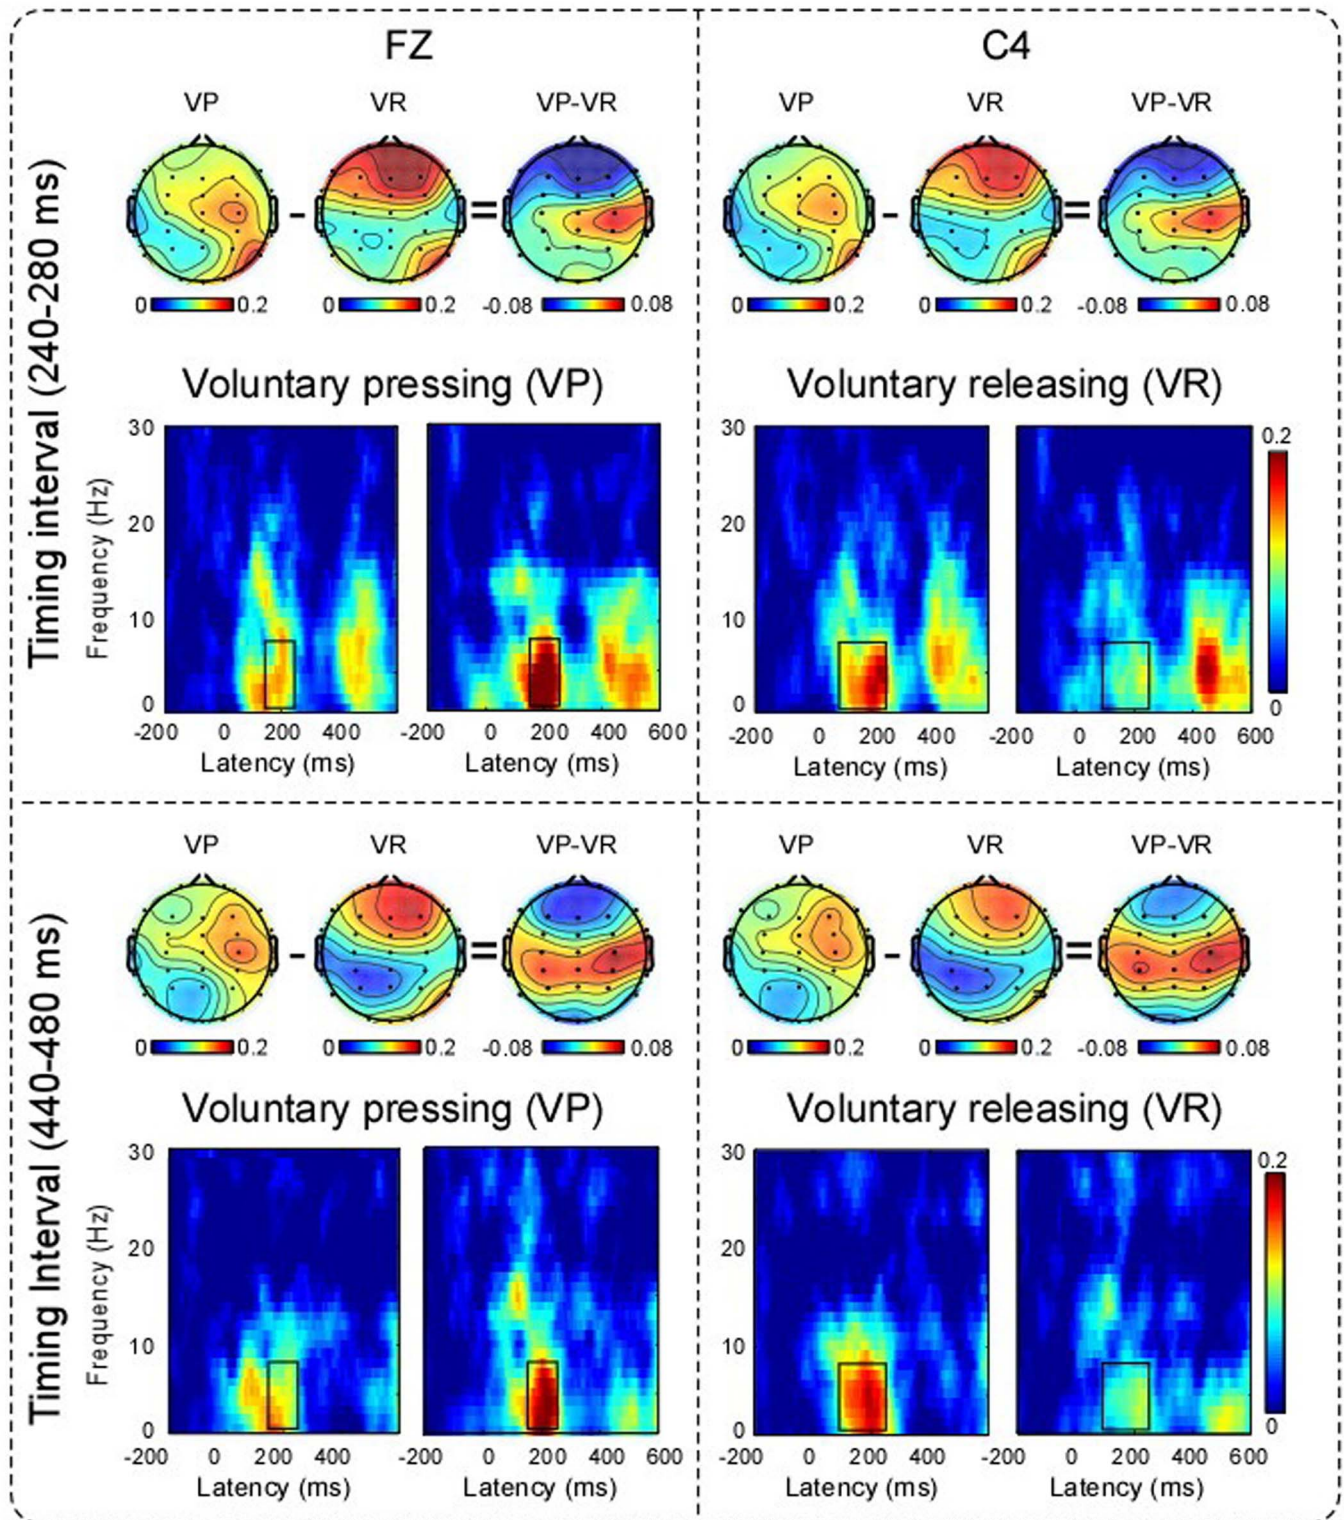 FZ
C4
VP VR VP-VR
VP VR VP-VR
- =
- =
0 0.2 0 0.2 -0.08 0.08
0 0.2 0 0.2 -0.08 0.08
Timing interval (240-280 ms)
Voluntary pressing (VP)
Voluntary releasing (VR)
Frequency (Hz)
30
20
10
0
-200 0 200 400
-200 0 200 400 600
Latency (ms)
Latency (ms)
30
20
10
0
-200 0 200 400
-200 0 200 400 600
Latency (ms)
Latency (ms)
0.2
0
VP VR VP-VR
VP VR VP-VR
- =
- =
0 0.2 0 0.2 -0.08 0.08
0 0.2 0 0.2 -0.08 0.08
Timing Interval (440-480 ms)
Voluntary pressing (VP)
Voluntary releasing (VR)
Frequency (Hz)
30
20
10
0
-200 0 200 400
-200 0 200 400 600
Latency (ms)
Latency (ms)
30
20
10
0
-200 0 200 400
-200 0 200 400 600
Latency (ms)
Latency (ms)
0.2
0